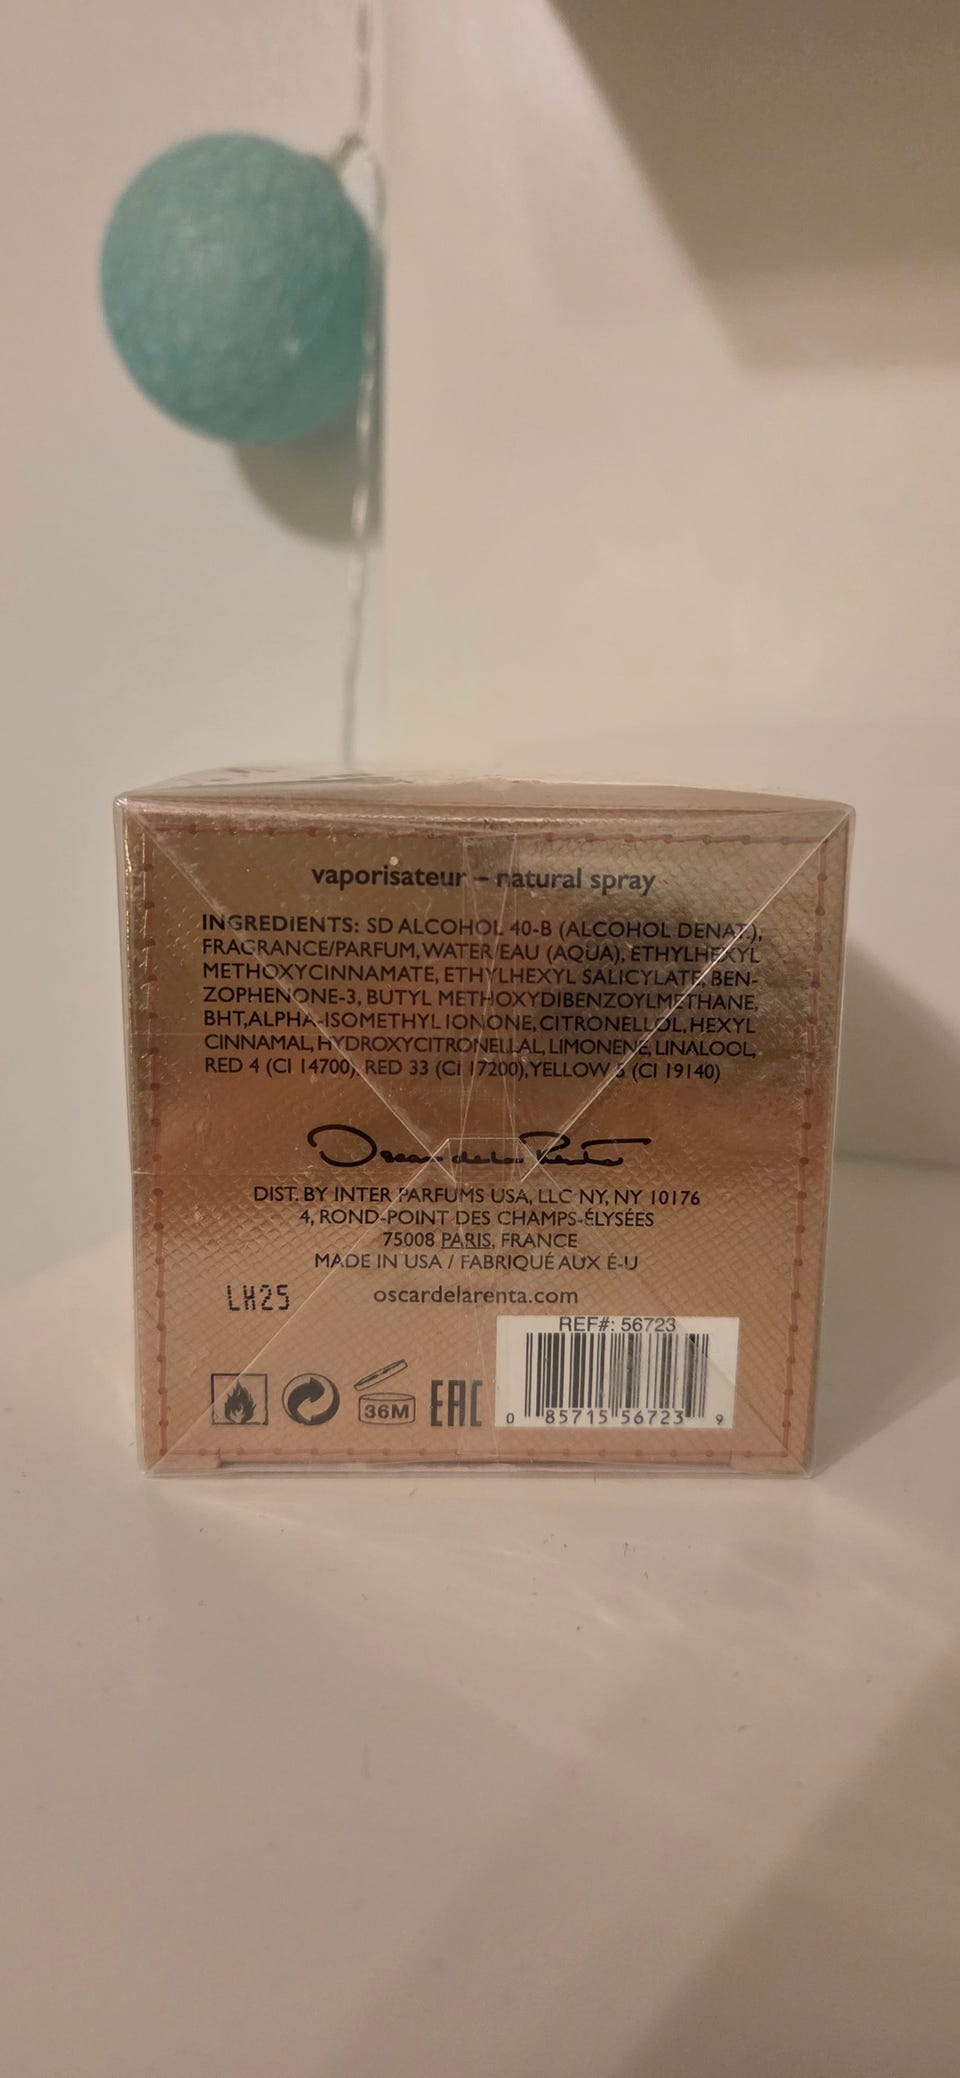 vaporisateur – natural spray
INGREDIENTS: SD ALCOHOL 40-B (ALCOHOL DENAT.),
FRAGRANCE/PARFUM, WATER/EAU (AQUA), ETHYLHEXYL
METHOXYCINNAMATE, ETHYLHEXYL SALICYLATE, BEN-
ZOPHENONE-3, BUTYL METHOXYDIBENZOYLMETHANE,
BHT, ALPHA-ISOMETHYL IONONE, CITRONELLOL, HEXYL
CINNAMAL, HYDROXYCITRONELLAL, LIMONENE, LINALOOL,
RED 4 (CI 14700), RED 33 (CI 17200), YELLOW 5 (CI 19140)
Oscar de la Renta
DIST. BY INTER PARFUMS USA, LLC NY, NY 10176
4, ROND-POINT DES CHAMPS-ÉLYSÉES
75008 PARIS, FRANCE
MADE IN USA / FABRIQUÉ AUX É-U
LH25
oscardelarenta.com
REF#: 56723
36M
EAC
0 85715 56723 9